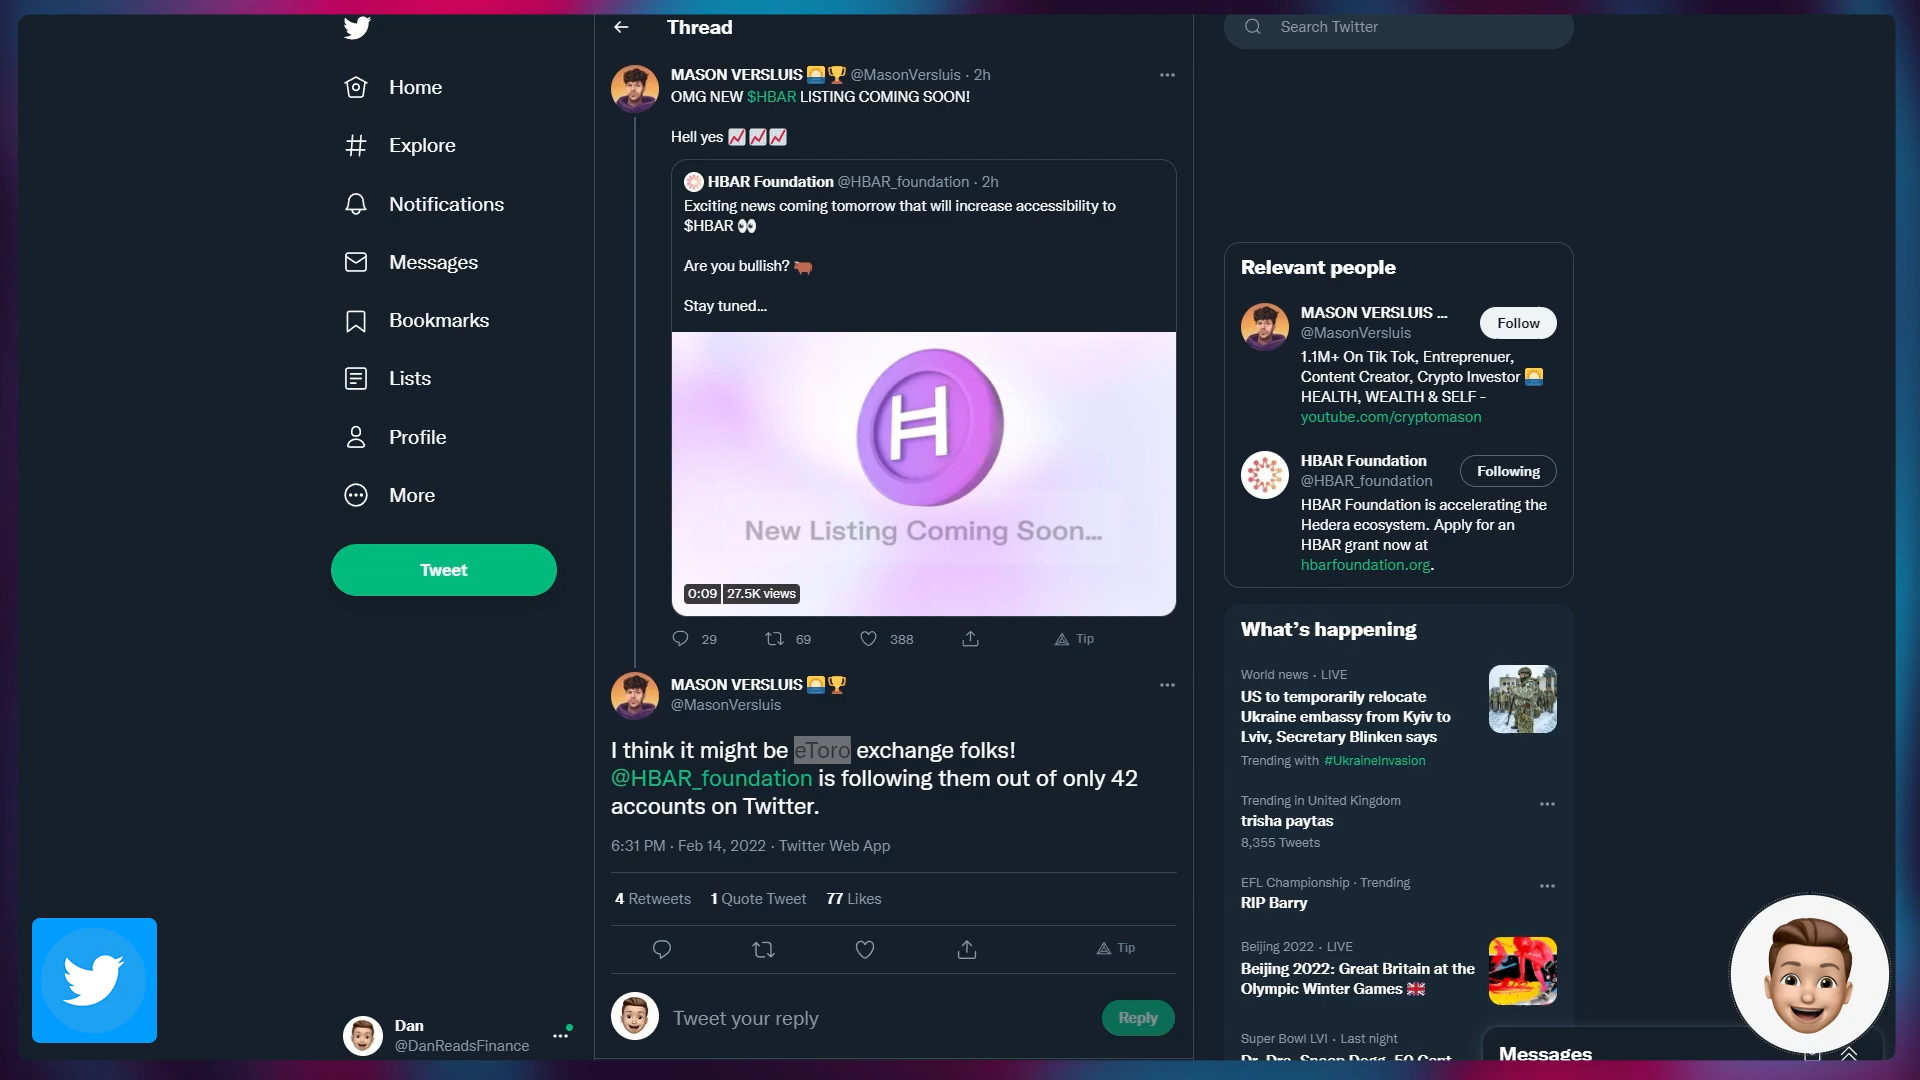 Home
Explore
Notifications
Messages
Bookmarks
Lists
Profile
More
Tweet
Dan
@DanReadsFinance
Thread
MASON VERSLUIS 🌅🏆 @MasonVersluis · 2h
OMG NEW $HBAR LISTING COMING SOON!
Hell yes 📈📈📈
HBAR Foundation @HBAR_foundation · 2h
Exciting news coming tomorrow that will increase accessibility to
$HBAR 👀
Are you bullish? 🐂
Stay tuned...
New Listing Coming Soon...
0:09 27.5K views
29 69 388 Tip
MASON VERSLUIS 🌅🏆
@MasonVersluis
I think it might be eToro exchange folks!
@HBAR_foundation is following them out of only 42
accounts on Twitter.
6:31 PM · Feb 14, 2022 · Twitter Web App
4 Retweets 1 Quote Tweet 77 Likes
Tip
Tweet your reply
Reply
Search Twitter
Relevant people
MASON VERSLUIS ...
@MasonVersluis
Follow
1.1M+ On Tik Tok, Entreprenuer,
Content Creator, Crypto Investor 🌅
HEALTH, WEALTH & SELF -
youtube.com/cryptomason
HBAR Foundation
@HBAR_foundation
Following
HBAR Foundation is accelerating the
Hedera ecosystem. Apply for an
HBAR grant now at
hbarfoundation.org.
What's happening
World news · LIVE
US to temporarily relocate
Ukraine embassy from Kyiv to
Lviv, Secretary Blinken says
Trending with #UkraineInvasion
Trending in United Kingdom
trisha paytas
8,355 Tweets
EFL Championship · Trending
RIP Barry
Beijing 2022 · LIVE
Beijing 2022: Great Britain at the
Olympic Winter Games 🇬🇧
Super Bowl LVI · Last night
Dr. Dre, Snoop Dogg, 50 Cent,
Messages